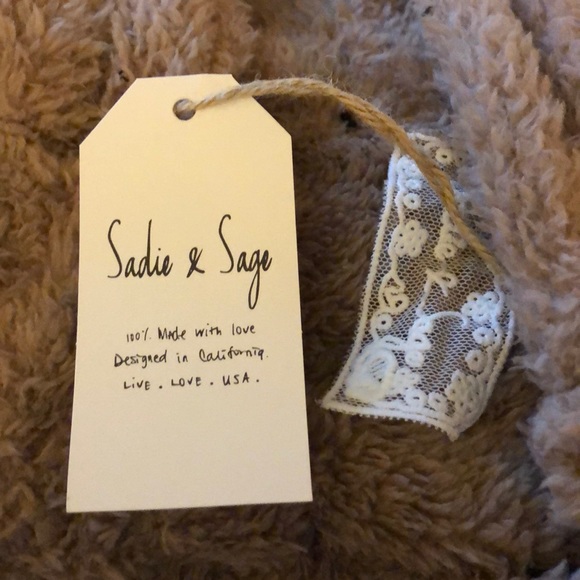 Sadie & Sage
100% Made with love
Designed in California.
LIVE . LOVE . USA .